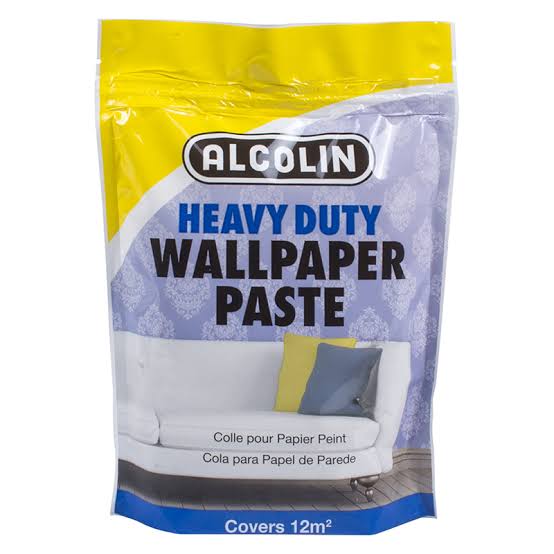 ALCOLIN
HEAVY DUTY
WALLPAPER
PASTE
Colle pour Papier Peint
Cola para Papel de Parede
Covers 12m²